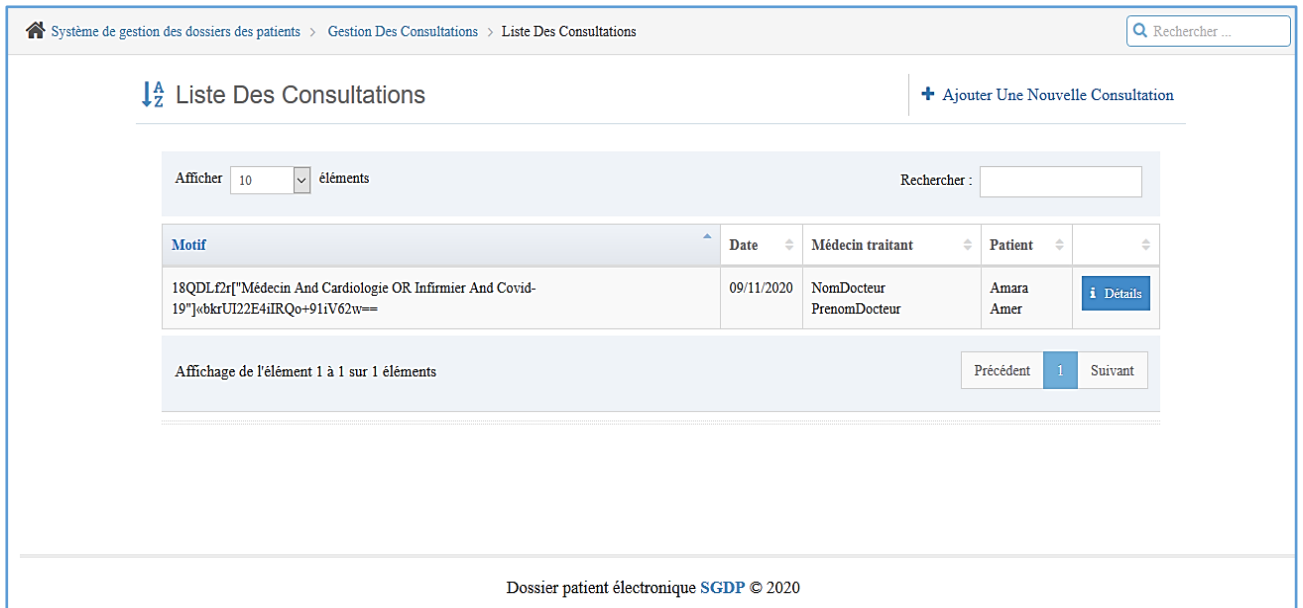 Système de gestion des dossiers des patients > Gestion Des Consultations > Liste Des Consultations
Rechercher ...
Liste Des Consultations
+ Ajouter Une Nouvelle Consultation
Afficher 10 éléments
Rechercher :
Motif Date Médecin traitant Patient
18QDLf2r["Médecin And Cardiologie OR Infirmier And Covid- 09/11/2020 NomDocteur Amara Détails
19"]«bkrUI22E4iIRQo+91iV62w== PrenomDocteur Amer
Affichage de l'élément 1 à 1 sur 1 éléments
Précédent 1 Suivant
Dossier patient électronique SGDP © 2020